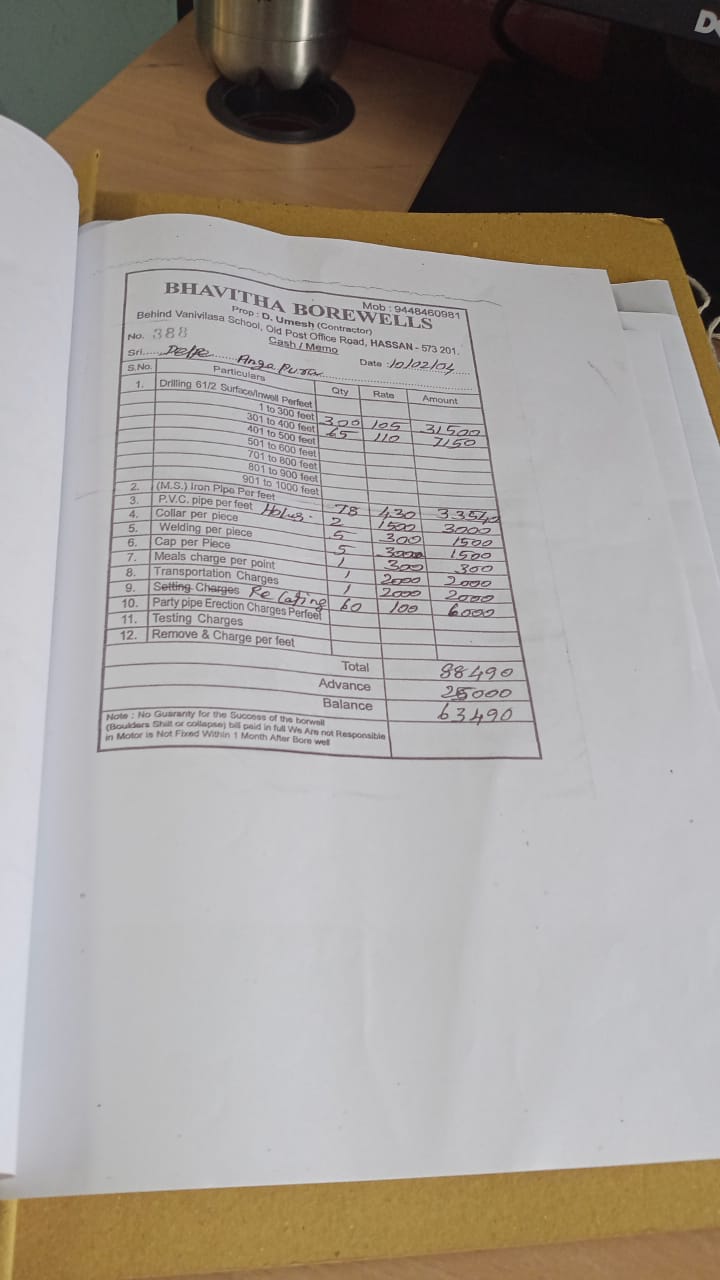 De
Mob : 9448460981
BHAVITHA BOREWELLS
Prop : D. Umesh (Contractor)
Behind Vanivilasa School, Old Post Office Road, HASSAN - 573 201.
No. 388 Cash / Memo
Sri..... Anga Pura Date : 10/02/04
S.No. Particulars Qty Rate Amount
1. Drilling 61/2 Surface/Inwell Perfeet
1 to 300 feet 300 105 31500
301 to 400 feet 65 110 7150
401 to 500 feet
501 to 600 feet
701 to 800 feet
801 to 900 feet
901 to 1000 feet
2. (M.S.) Iron Pipe Per feet 78 430 33540
3. P.V.C. pipe per feet 2 1500 3000
4. Collar per piece 5 300 1500
5. Welding per piece 5 300 1500
6. Cap per Piece 1 300 300
7. Meals charge per point 1 2000 2000
8. Transportation Charges 1 2000 2000
9. Setting Charges 60 100 6000
10. Party pipe Erection Charges Perfeet
11. Testing Charges
12. Remove & Charge per feet
Total 88490
Advance 25000
Balance 63490
Note : No Guaranty for the Success of the borwell
(Boulders Shift or collapse) bill paid in full We Are not Responsible
in Motor is Not Fixed Within 1 Month After Bore well